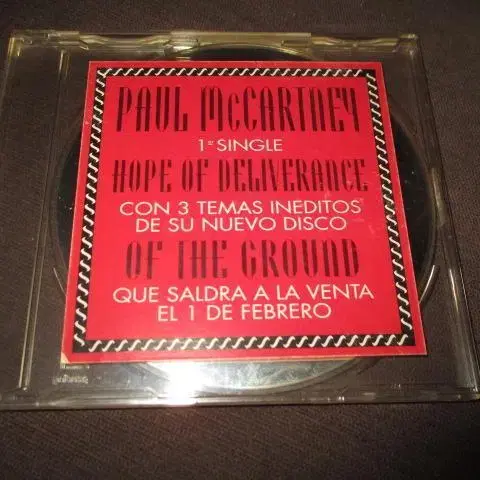 PAUL McCARTNEY
1er SINGLE
HOPE OF DELIVERANCE
CON 3 TEMAS INEDITOS
DE SU NUEVO DISCO
OF THE GROUND
QUE SALDRA A LA VENTA
EL 1 DE FEBRERO